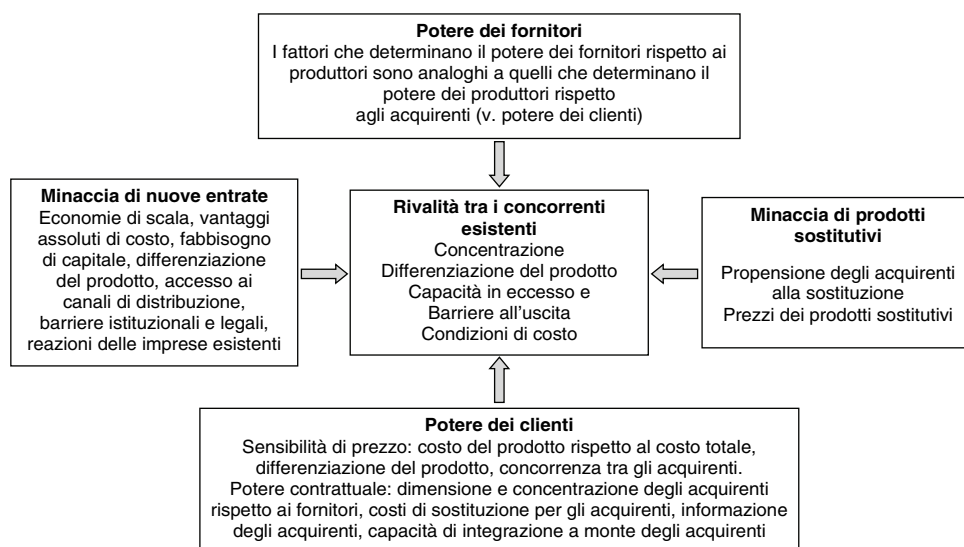 Potere dei fornitori
I fattori che determinano il potere dei fornitori rispetto ai
produttori sono analoghi a quelli che determinano il
potere dei produttori rispetto
agli acquirenti (v. potere dei clienti)
Minaccia di nuove entrate
Economie di scala, vantaggi
assoluti di costo, fabbisogno
di capitale, differenziazione
del prodotto, accesso ai
canali di distribuzione,
barriere istituzionali e legali,
reazioni delle imprese esistenti
Rivalità tra i concorrenti
esistenti
Concentrazione
Differenziazione del prodotto
Capacità in eccesso e
Barriere all’uscita
Condizioni di costo
Minaccia di prodotti
sostitutivi
Propensione degli acquirenti
alla sostituzione
Prezzi dei prodotti sostitutivi
Potere dei clienti
Sensibilità di prezzo: costo del prodotto rispetto al costo totale,
differenziazione del prodotto, concorrenza tra gli acquirenti.
Potere contrattuale: dimensione e concentrazione degli acquirenti
rispetto ai fornitori, costi di sostituzione per gli acquirenti, informazione
degli acquirenti, capacità di integrazione a monte degli acquirenti